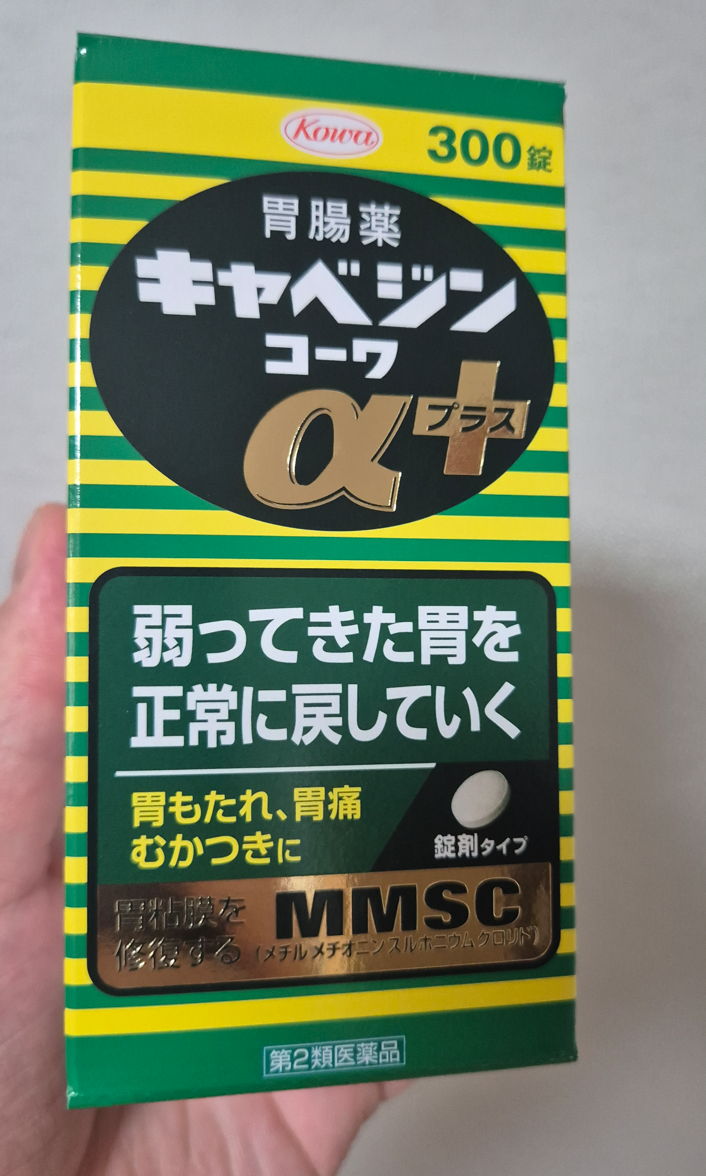 Kowa
300錠
胃腸薬
キャベジン
コーワ
α+
プラス
弱ってきた胃を
正常に戻していく
胃もたれ、胃痛
むかつきに
錠剤タイプ
胃粘膜を
修復する
MMSC
(メチルメチオニンスルホニウムクロリド)
第2類医薬品